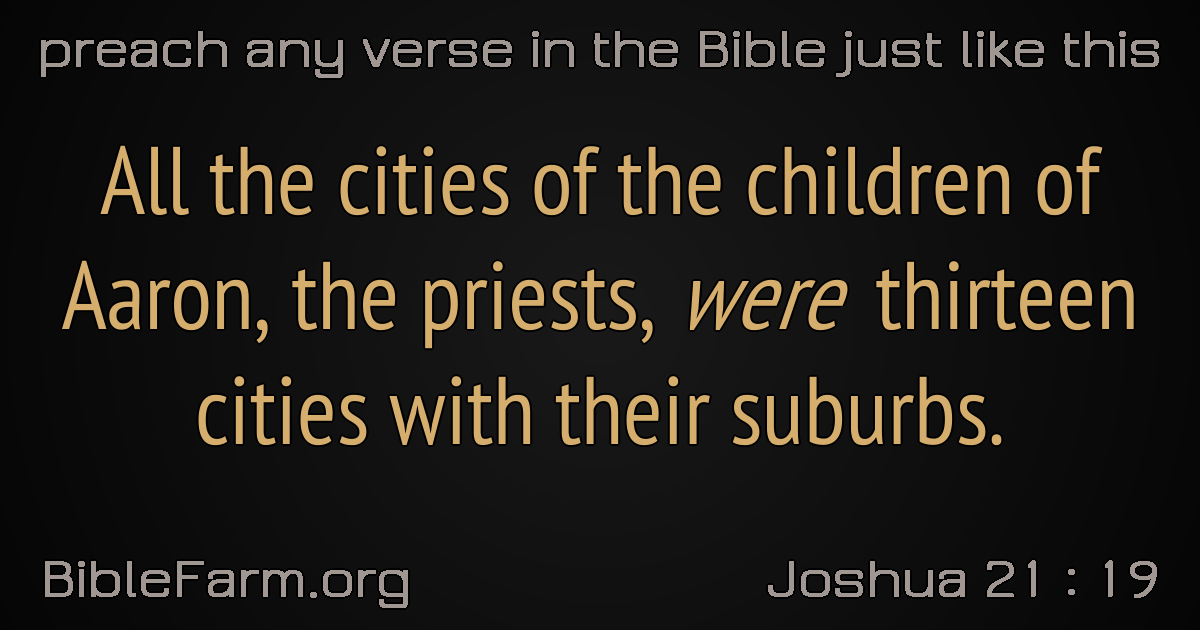 preach any verse in the Bible just like this
All the cities of the children of
Aaron, the priests, were thirteen
cities with their suburbs.
BibleFarm.org
Joshua 21 : 19